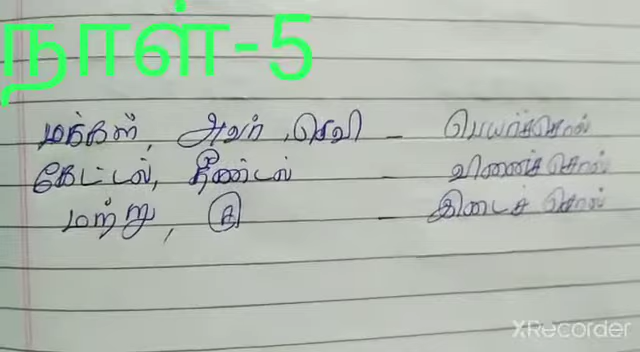 நாள்-5
மக்கள், அவர், செவி - பெயர்ச்சொல்
கேட்டல், தீண்டல் - வினைச் சொல்
மற்று, - இடைச் சொல்
XRecorder